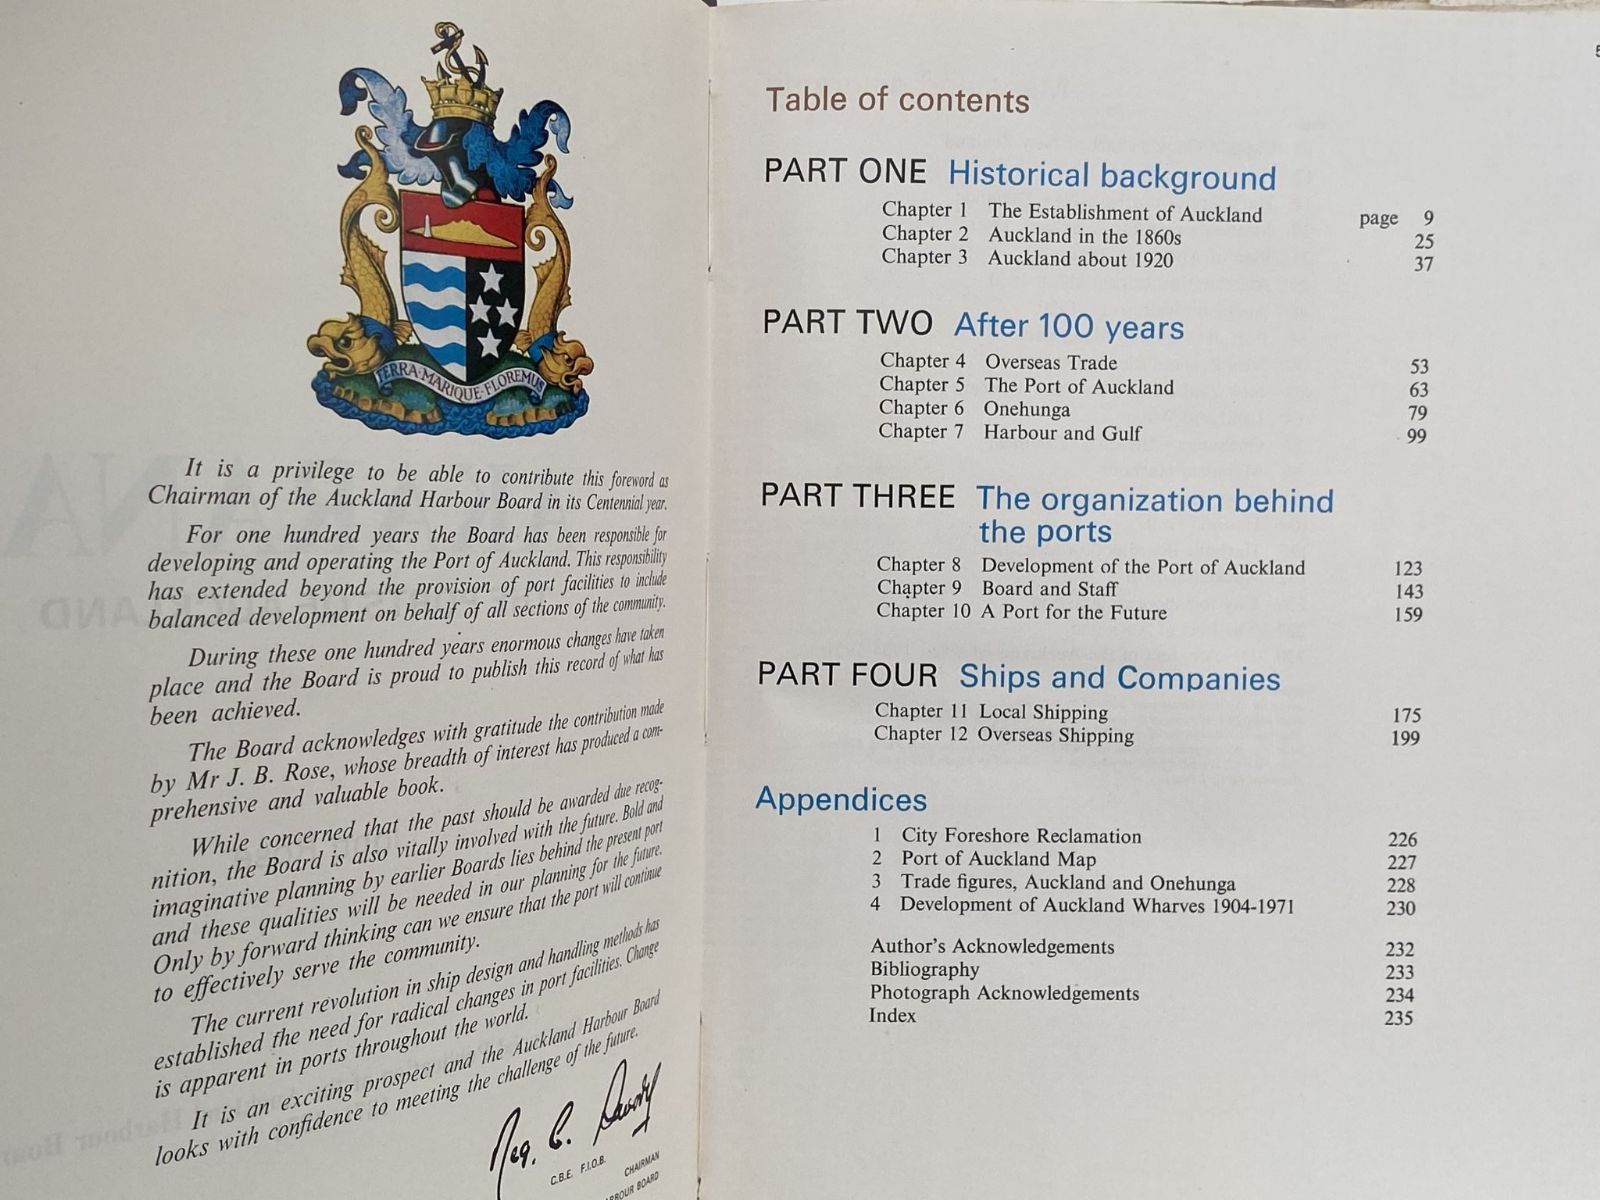 TERRA·MARIQUE·FLOREMUS
It is a privilege to be able to contribute this foreword as
Chairman of the Auckland Harbour Board in its Centennial year.
For one hundred years the Board has been responsible for
developing and operating the Port of Auckland. This responsibility
has extended beyond the provision of port facilities to include
balanced development on behalf of all sections of the community.
During these one hundred years enormous changes have taken
place and the Board is proud to publish this record of what has
been achieved.
The Board acknowledges with gratitude the contribution made
by Mr J. B. Rose, whose breadth of interest has produced a com-
prehensive and valuable book.
While concerned that the past should be awarded due recog-
nition, the Board is also vitally involved with the future. Bold and
imaginative planning by earlier Boards lies behind the present port
and these qualities will be needed in our planning for the future.
Only by forward thinking can we ensure that the port will continue
to effectively serve the community.
The current revolution in ship design and handling methods has
established the need for radical changes in port facilities. Change
is apparent in ports throughout the world.
It is an exciting prospect and the Auckland Harbour Board
looks with confidence to meeting the challenge of the future.
Reg. C.
C.B.E. F.I.O.B. CHAIRMAN
BOARD
Table of contents
PART ONE Historical background
Chapter 1 The Establishment of Auckland page 9
Chapter 2 Auckland in the 1860s 25
Chapter 3 Auckland about 1920 37
PART TWO After 100 years
Chapter 4 Overseas Trade 53
Chapter 5 The Port of Auckland 63
Chapter 6 Onehunga 79
Chapter 7 Harbour and Gulf 99
PART THREE The organization behind
the ports
Chapter 8 Development of the Port of Auckland 123
Chapter 9 Board and Staff 143
Chapter 10 A Port for the Future 159
PART FOUR Ships and Companies
Chapter 11 Local Shipping 175
Chapter 12 Overseas Shipping 199
Appendices
1 City Foreshore Reclamation 226
2 Port of Auckland Map 227
3 Trade figures, Auckland and Onehunga 228
4 Development of Auckland Wharves 1904-1971 230
Author's Acknowledgements 232
Bibliography 233
Photograph Acknowledgements 234
Index 235